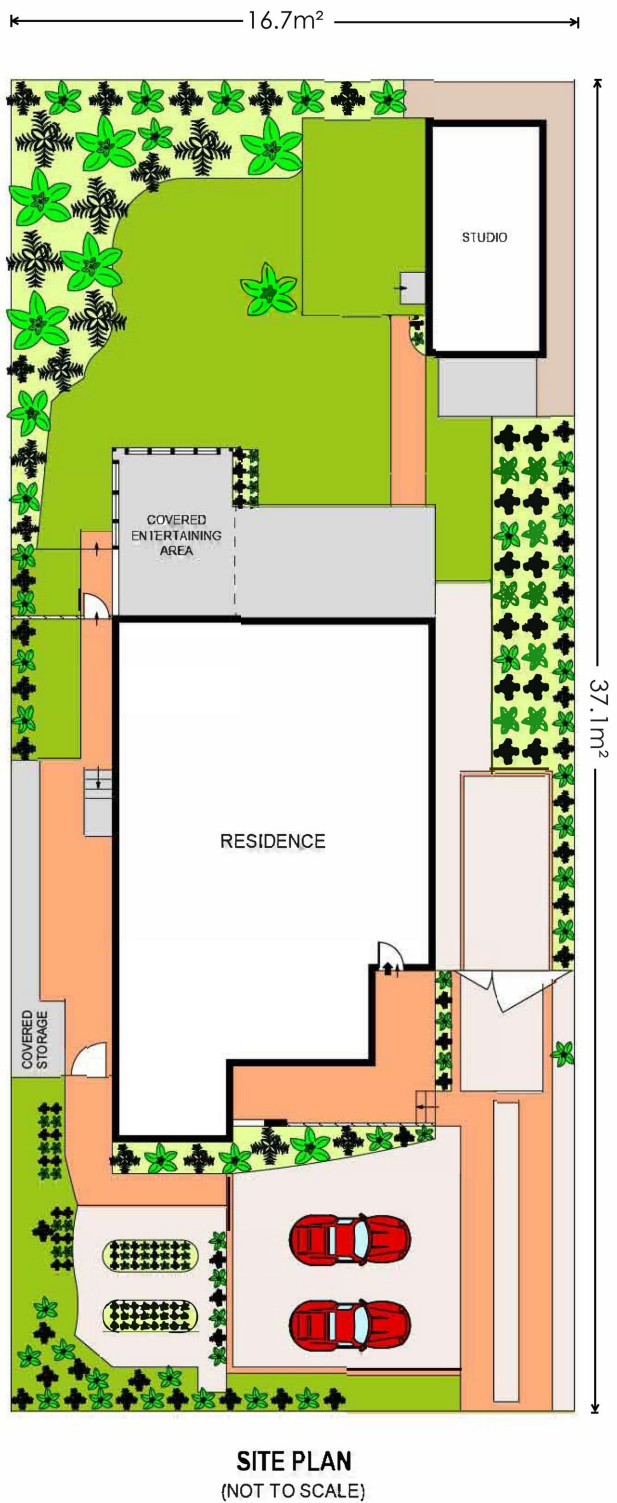 16.7m²
STUDIO
COVERED
ENTERTAINING
AREA
37.1m²
RESIDENCE
COVERED
STORAGE
SITE PLAN
(NOT TO SCALE)